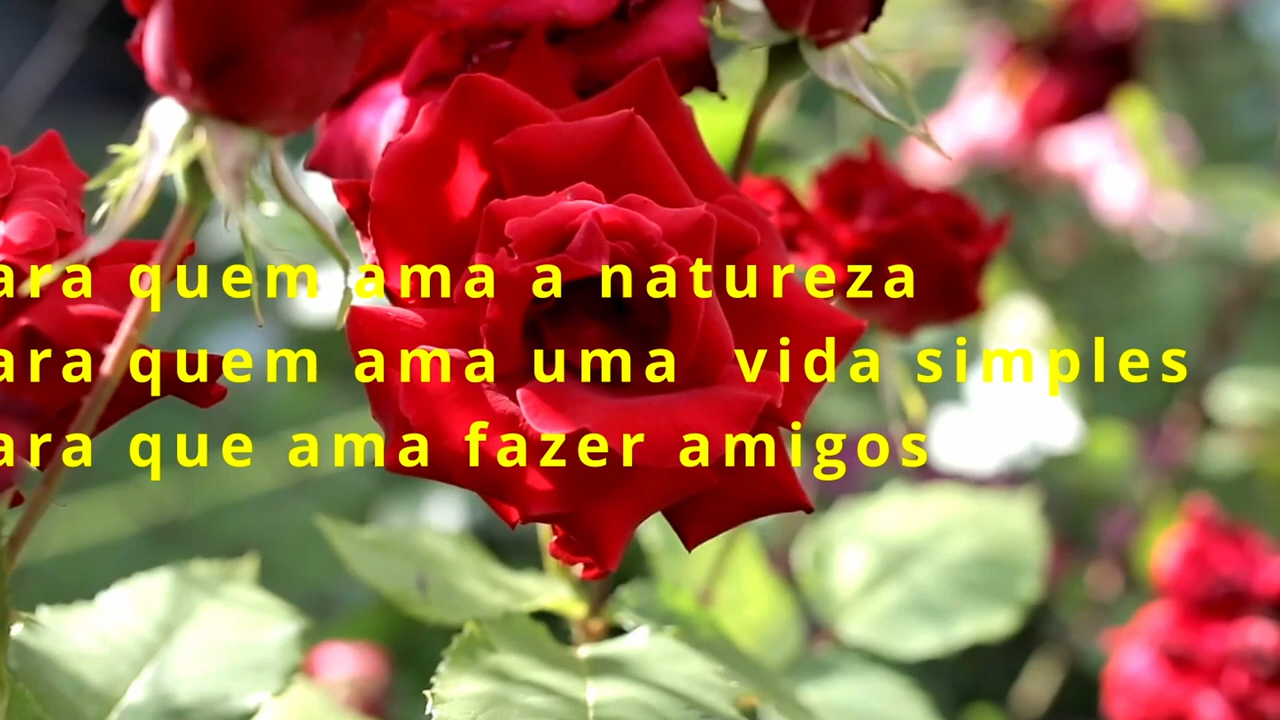 ara quem ama a natureza
ara quem ama uma vida simples
ara que ama fazer amigos